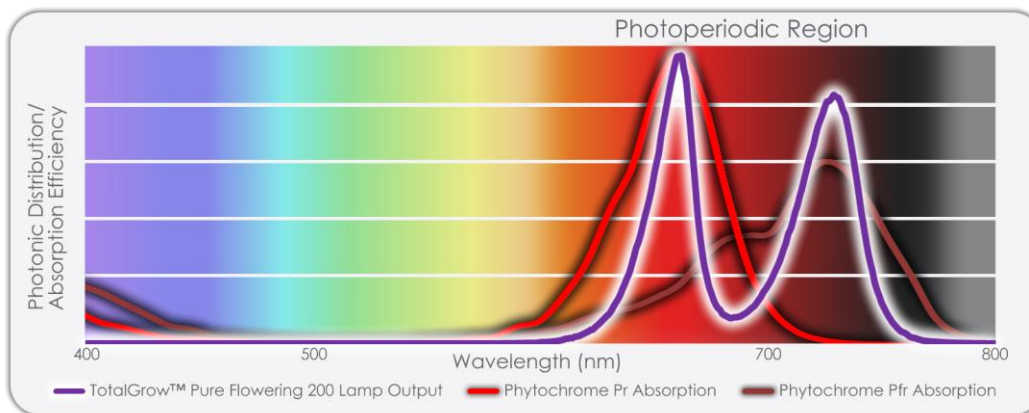 Photoperiodic Region
Photonic Distribution/
Absorption Efficiency
400
500
Wavelength (nm)
700
800
TotalGrow™ Pure Flowering 200 Lamp Output
Phytochrome Pr Absorption
Phytochrome Pfr Absorption